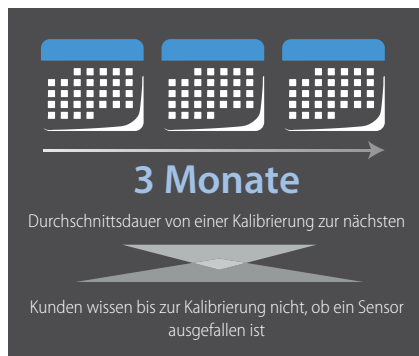 3 Monate
Durchschnittsdauer von einer Kalibrierung zur nächsten
Kunden wissen bis zur Kalibrierung nicht, ob ein Sensor
ausgefallen ist